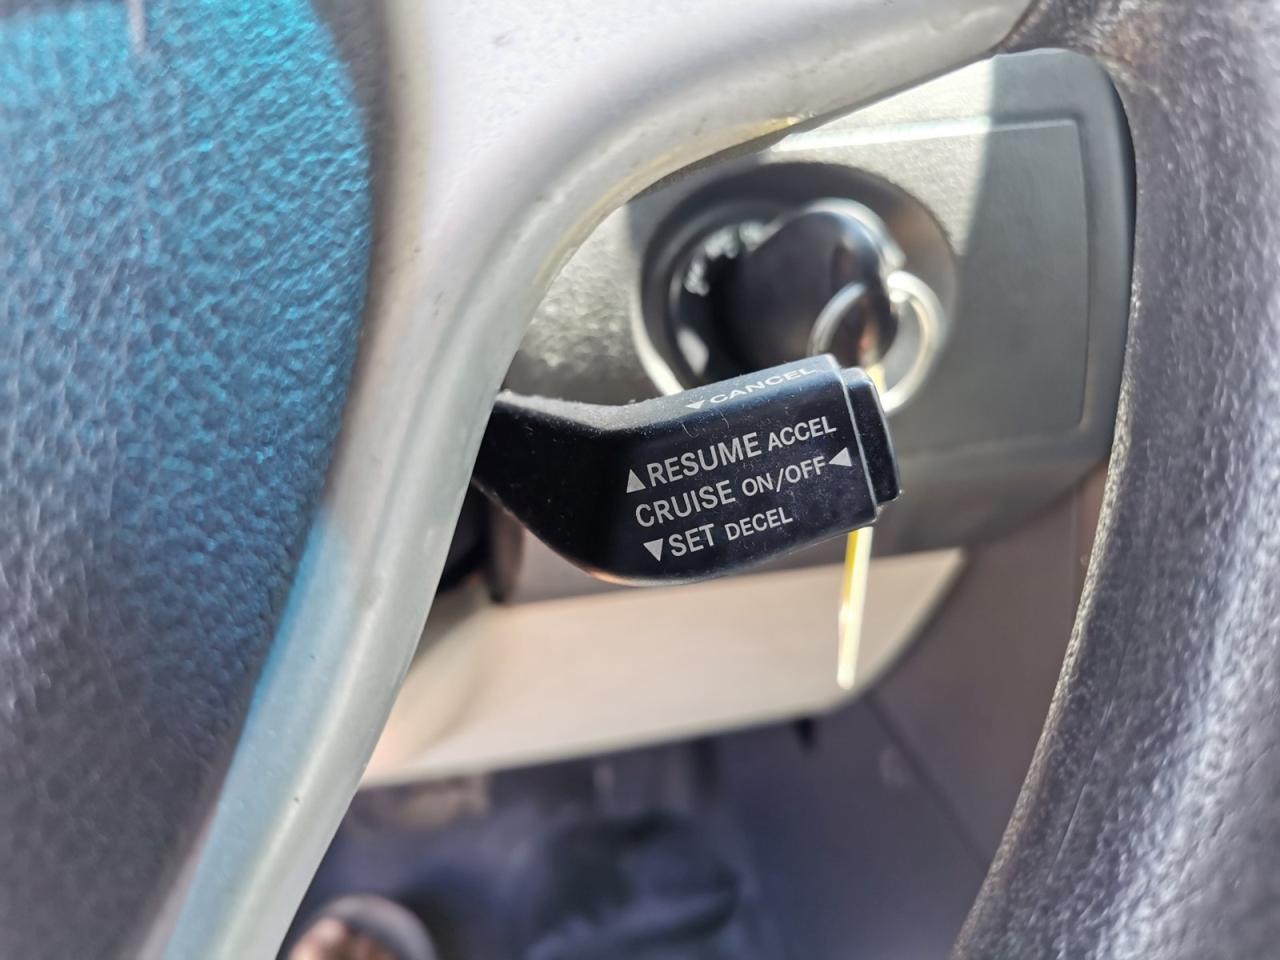 ▼CANCEL
▲RESUME ACCEL
CRUISE ON/OFF◀
▼SET DECEL